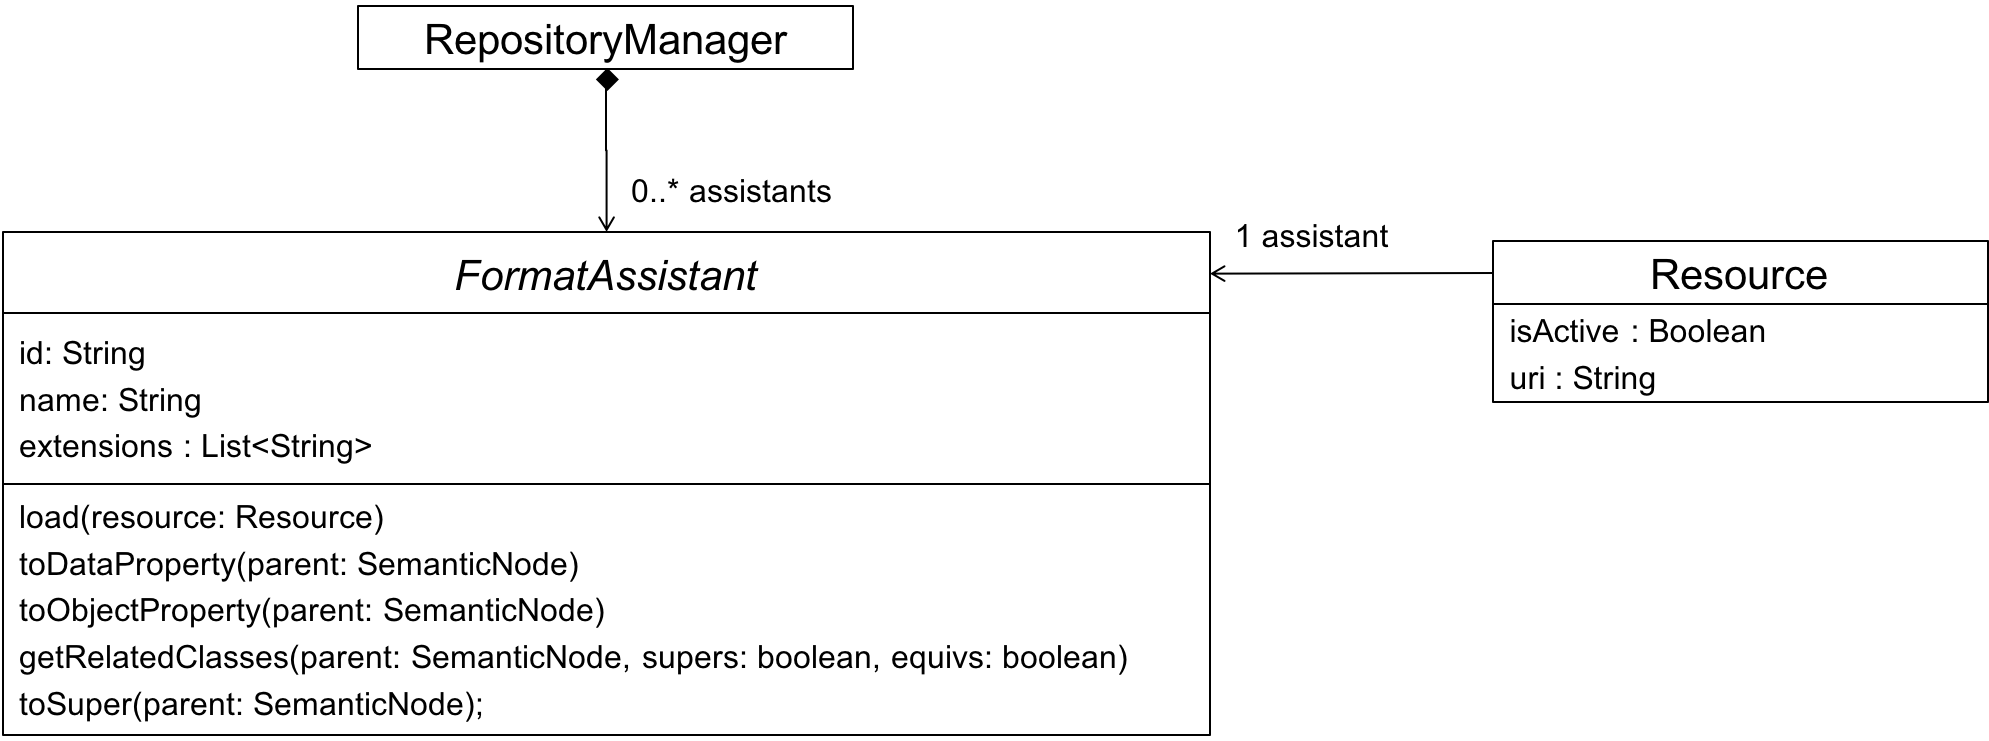 RepositoryManager
0..* assistants
FormatAssistant
id: String
name: String
extensions : List<String>
load(resource: Resource)
toDataProperty(parent: SemanticNode)
toObjectProperty(parent: SemanticNode)
getRelatedClasses(parent: SemanticNode, supers: boolean, equivs: boolean)
toSuper(parent: SemanticNode);
1 assistant
Resource
isActive : Boolean
uri : String